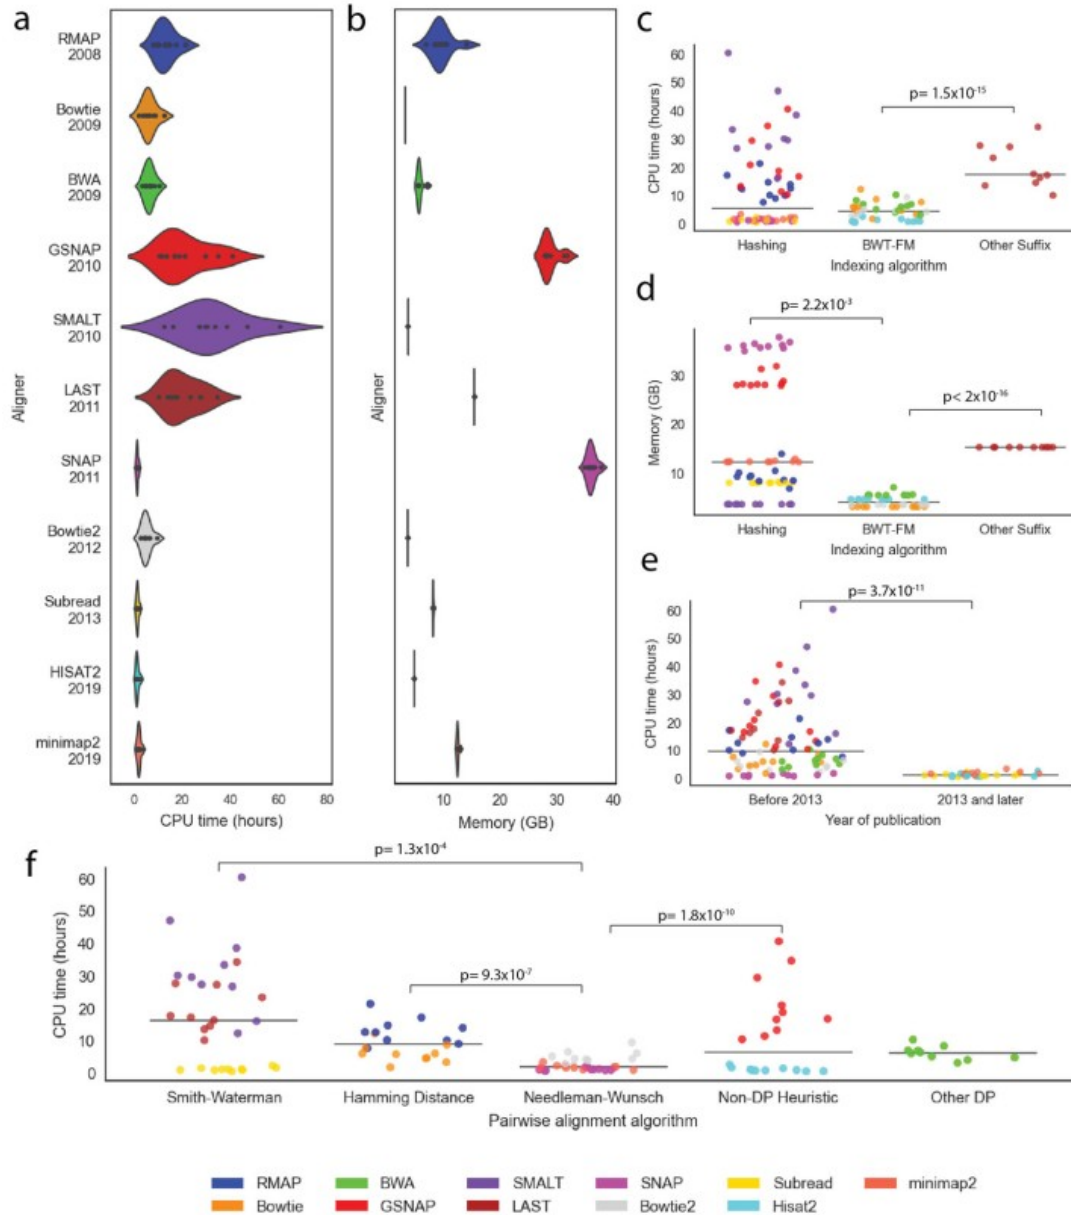 a
RMAP
2008
Bowtie
2009
BWA
2009
GSNAP
2010
SMALT
2010
LAST
2011
SNAP
2011
Bowtie2
2012
Subread
2013
HISAT2
2019
minimap2
2019
Aligner
0 20 40 60 80
CPU time (hours)
b
Aligner
10 20 30 40
Memory (GB)
c
CPU time (hours)
60
50
40
30
20
10
0
p= 1.5x10⁻¹⁵
Hashing BWT-FM Other Suffix
Indexing algorithm
d
p= 2.2x10⁻³
Memory (GB)
30
20
10
p< 2x10⁻¹⁶
Hashing BWT-FM Other Suffix
Indexing algorithm
e
p= 3.7x10⁻¹¹
CPU time (hours)
60
50
40
30
20
10
0
Before 2013 2013 and later
Year of publication
f
p= 1.3x10⁻⁴
p= 1.8x10⁻¹⁰
p= 9.3x10⁻⁷
CPU time (hours)
60
50
40
30
20
10
0
Smith-Waterman Hamming Distance Needleman-Wunsch Non-DP Heuristic Other DP
Pairwise alignment algorithm
RMAP BWA SMALT SNAP Subread minimap2
Bowtie GSNAP LAST Bowtie2 Hisat2